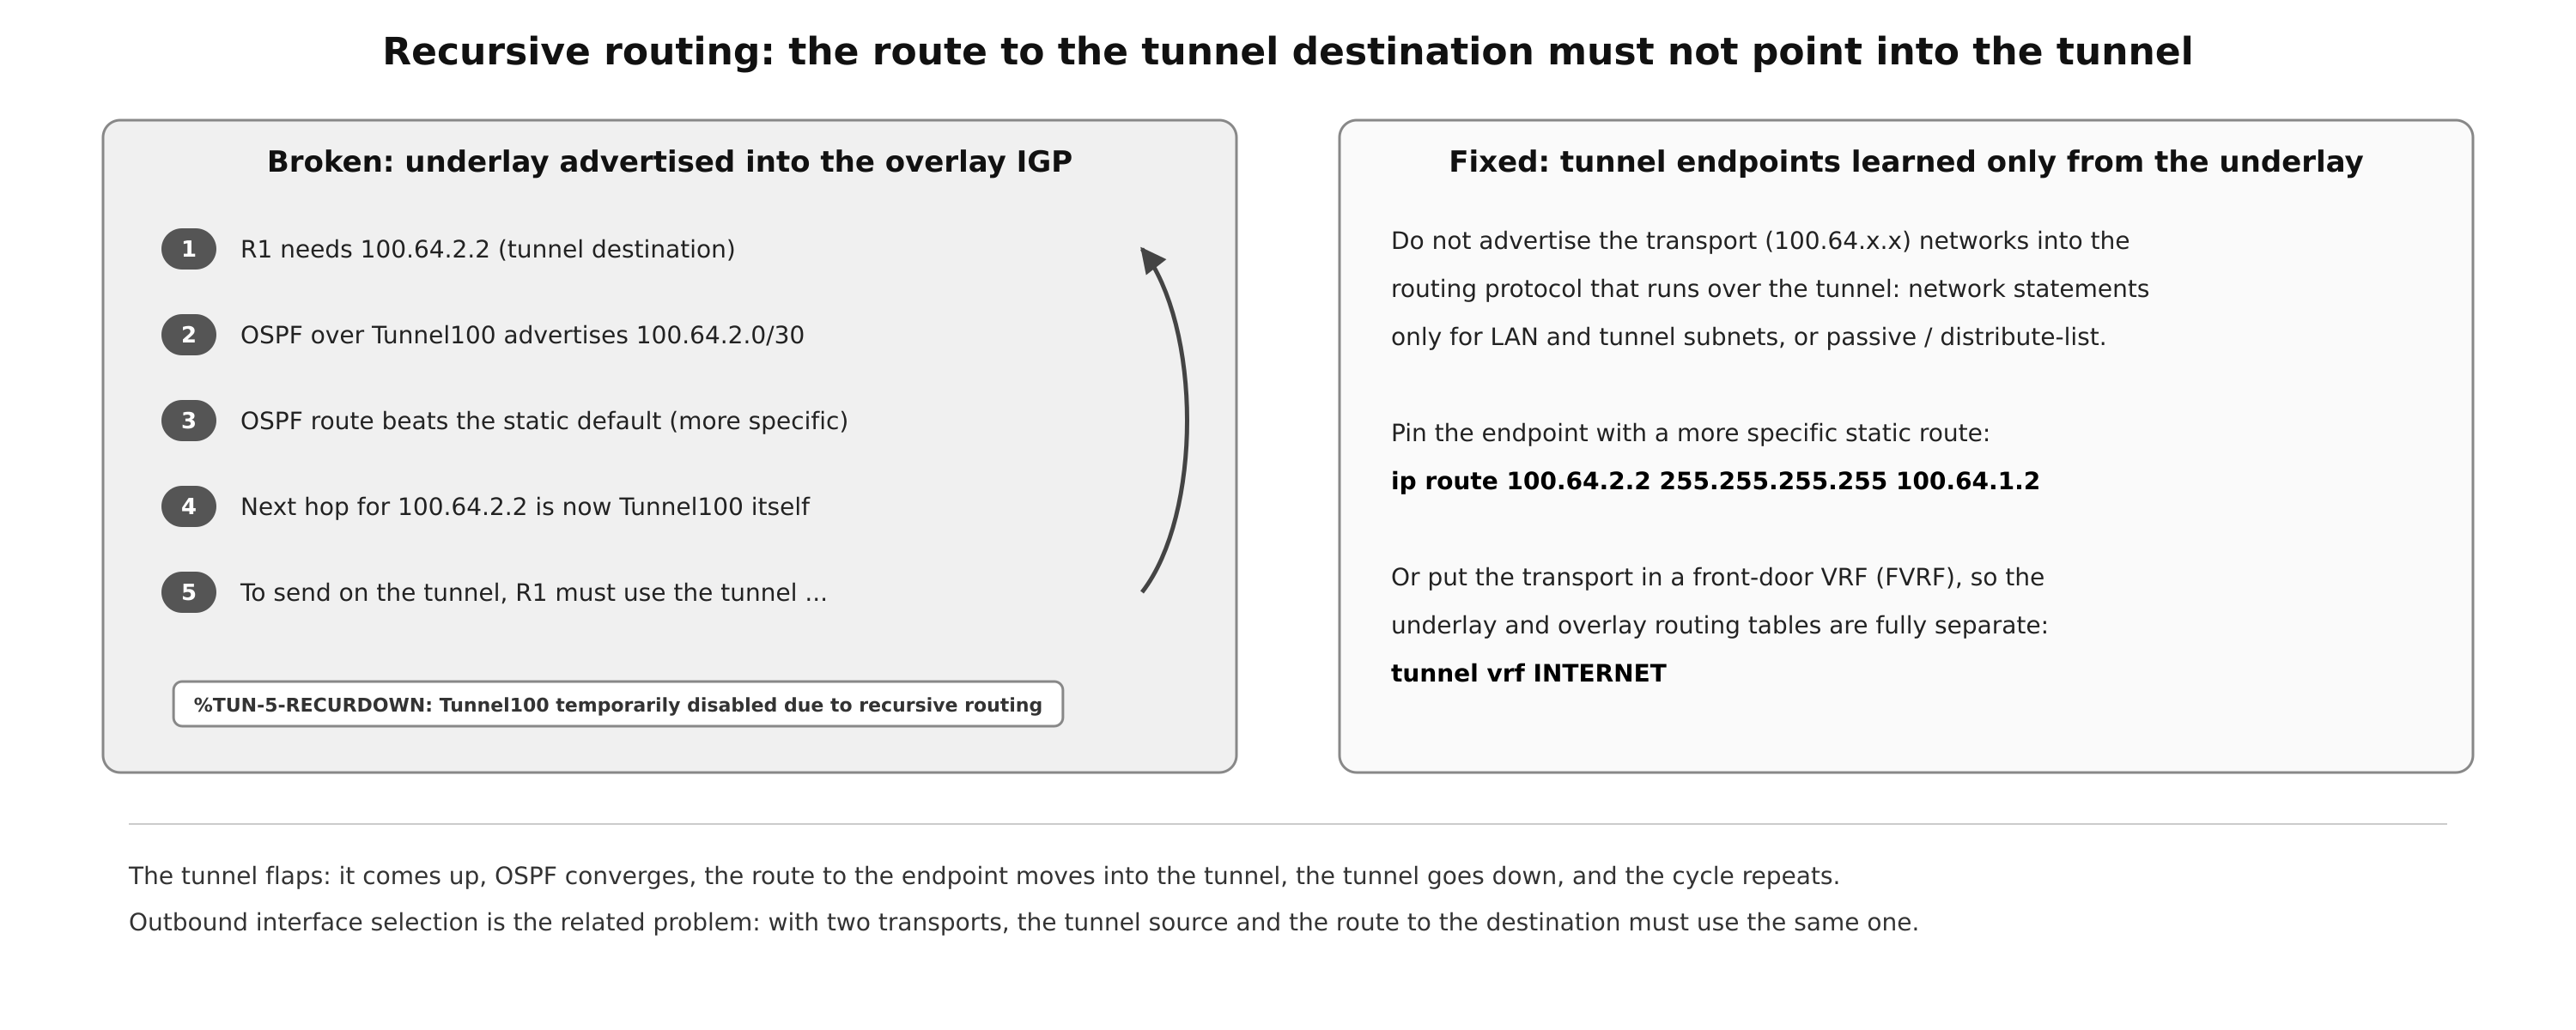 Recursive routing: the route to the tunnel destination must not point into the tunnel
Broken: underlay advertised into the overlay IGP
1 R1 needs 100.64.2.2 (tunnel destination)
2 OSPF over Tunnel100 advertises 100.64.2.0/30
3 OSPF route beats the static default (more specific)
4 Next hop for 100.64.2.2 is now Tunnel100 itself
5 To send on the tunnel, R1 must use the tunnel ...
%TUN-5-RECURDOWN: Tunnel100 temporarily disabled due to recursive routing
Fixed: tunnel endpoints learned only from the underlay
Do not advertise the transport (100.64.x.x) networks into the
routing protocol that runs over the tunnel: network statements
only for LAN and tunnel subnets, or passive / distribute-list.
Pin the endpoint with a more specific static route:
ip route 100.64.2.2 255.255.255.255 100.64.1.2
Or put the transport in a front-door VRF (FVRF), so the
underlay and overlay routing tables are fully separate:
tunnel vrf INTERNET
The tunnel flaps: it comes up, OSPF converges, the route to the endpoint moves into the tunnel, the tunnel goes down, and the cycle repeats.
Outbound interface selection is the related problem: with two transports, the tunnel source and the route to the destination must use the same one.